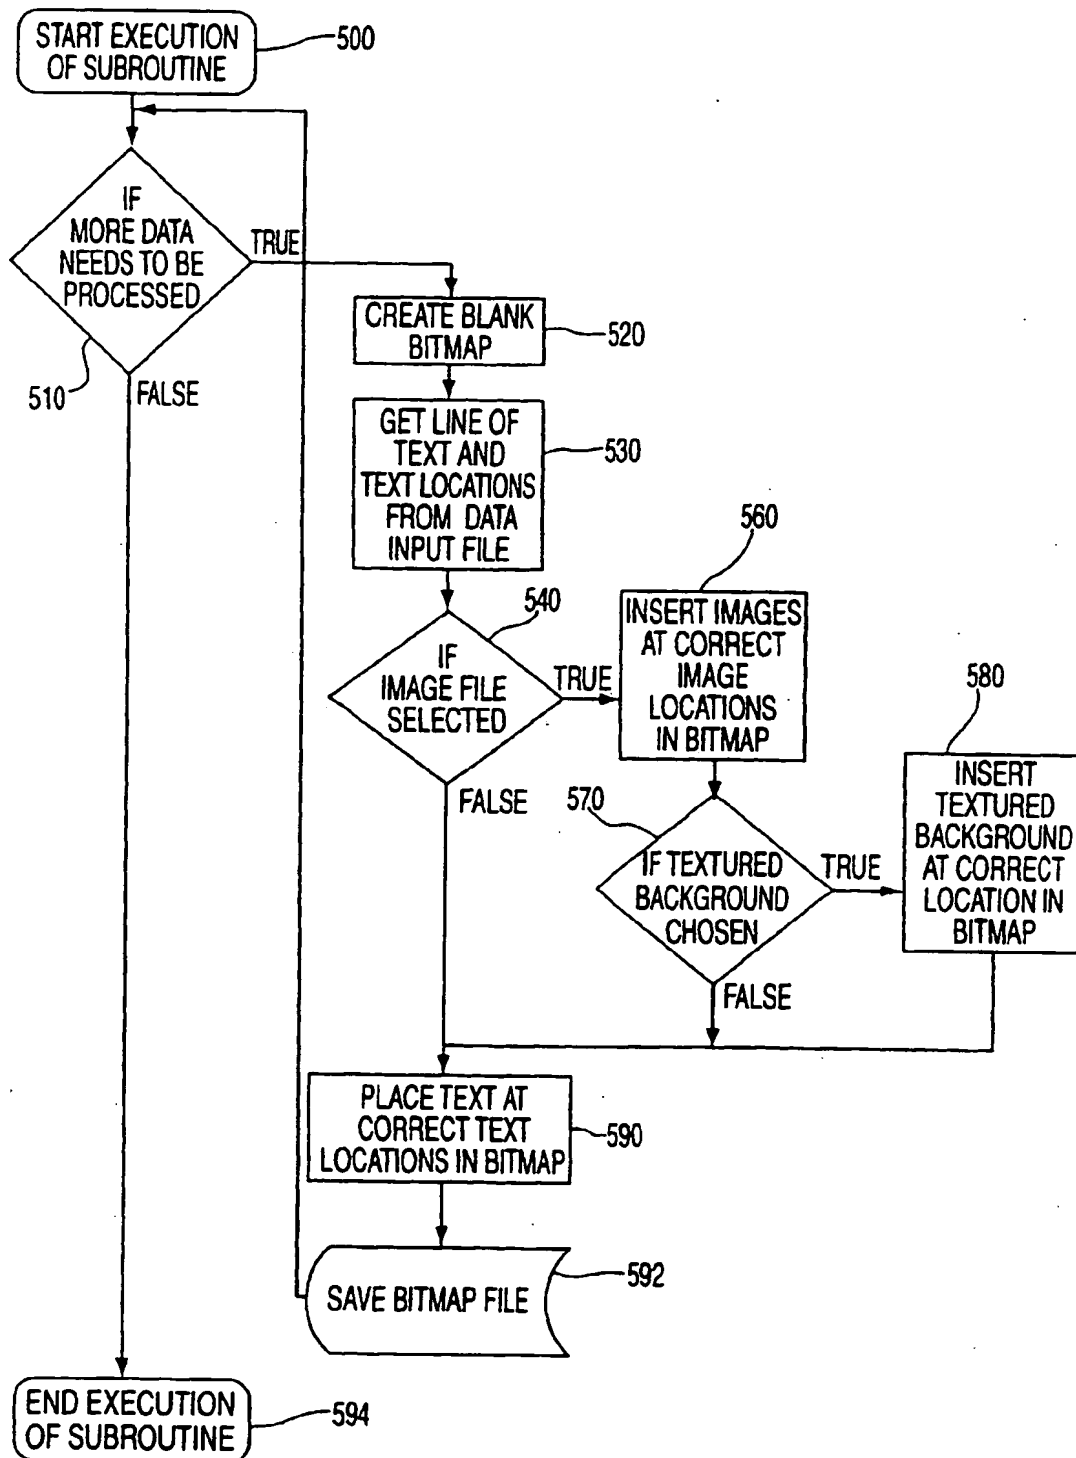 START EXECUTION
OF SUBROUTINE
500
IF
MORE DATA
NEEDS TO BE
PROCESSED
TRUE
510
FALSE
CREATE BLANK
BITMAP
520
GET LINE OF
TEXT AND
TEXT LOCATIONS
FROM DATA
INPUT FILE
530
540
IF
IMAGE FILE
SELECTED
TRUE
FALSE
560
INSERT IMAGES
AT CORRECT
IMAGE
LOCATIONS
IN BITMAP
570
IF TEXTURED
BACKGROUND
CHOSEN
TRUE
FALSE
580
INSERT
TEXTURED
BACKGROUND
AT CORRECT
LOCATION IN
BITMAP
PLACE TEXT AT
CORRECT TEXT
LOCATIONS IN BITMAP
590
SAVE BITMAP FILE
592
END EXECUTION
OF SUBROUTINE
594